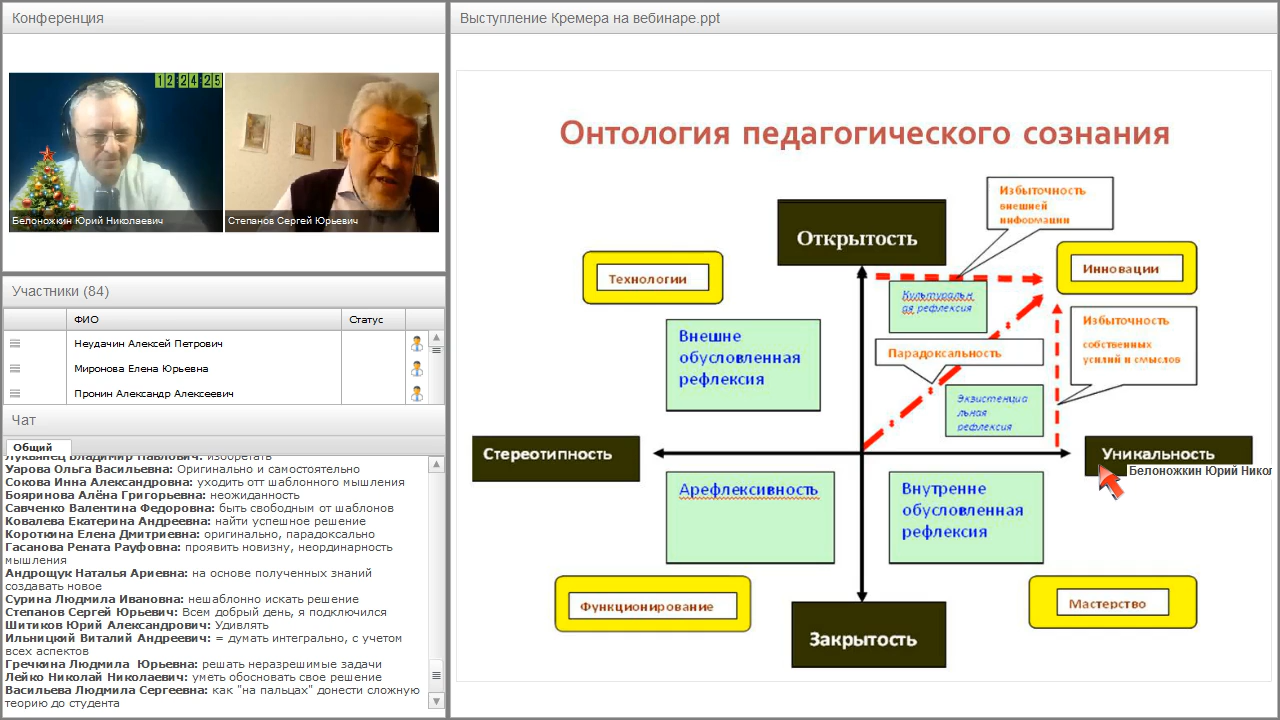 Конференция
12:24:25
Белоножкин Юрий Николаевич
Степанов Сергей Юрьевич
Участники (84)
ФИО
Статус
Неудачин Алексей Петрович
Миронова Елена Юрьевна
Пронин Александр Алексеевич
Чат
Общий
Уарова Ольга Васильевна: Оригинально и самостоятельно
Сокова Инна Александровна: уходить отт шаблонного мышления
Бояринова Алёна Григорьевна: неожиданность
Савченко Валентина Федоровна: быть свободным от шаблонов
Ковалева Екатерина Андреевна: найти успешное решение
Короткина Елена Дмитриевна: оригинально, парадоксально
Гасанова Рената Рауфовна: проявить новизну, неординарность
мышления
Андрощук Наталья Ариевна: на основе полученных знаний
создавать новое
Сурина Людмила Ивановна: нешаблонно искать решение
Степанов Сергей Юрьевич: Всем добрый день, я подключился
Шитиков Юрий Александрович: Удивлять
Ильницкий Виталий Андреевич: = думать интегрально, с учетом
всех аспектов
Гречкина Людмила Юрьевна: решать неразрешимые задачи
Лейко Николай Николаевич: уметь обосновать свое решение
Васильева Людмила Сергеевна: как "на пальцах" донести сложную
теорию до студента
Выступление Кремера на вебинаре.ppt
Онтология педагогического сознания
Избыточность
внешней
информации
Открытость
Технологии
Инновации
Культуральн
ая рефлексия
Внешне
обусловленная
рефлексия
Избыточность
собственных
усилий и смыслов
Парадоксальность
Экзистенциа
льная
рефлексия
Стереотипность
Уникальность
Белоножкин Юрий Никол
Арефлексивность
Внутренне
обусловленная
рефлексия
Функционирование
Мастерство
Закрытость